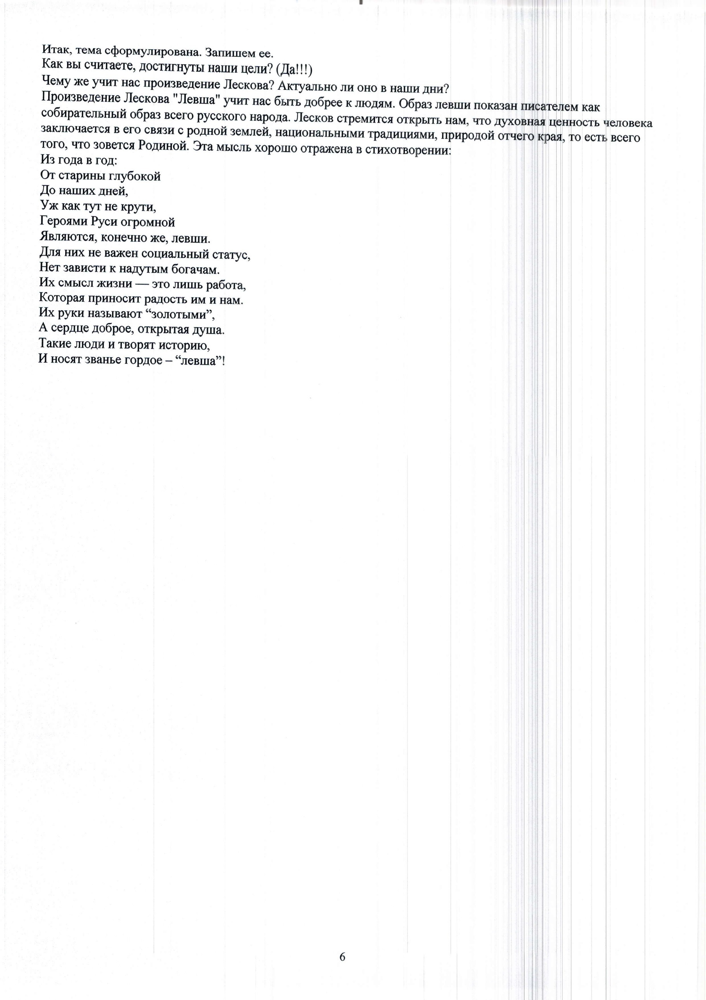 Итак, тема сформулирована. Запишем ее.
Как вы считаете, достигнуты наши цели? (Да!!!)
Чему же учит нас произведение Лескова? Актуально ли оно в наши дни?
Произведение Лескова "Левша" учит нас быть добрее к людям. Образ левши показан писателем как
собирательный образ всего русского народа. Лесков стремится открыть нам, что духовная ценность человека
заключается в его связи с родной землей, национальными традициями, природой отчего края, то есть всего
того, что зовется Родиной. Эта мысль хорошо отражена в стихотворении:
Из года в год:
От старины глубокой
До наших дней,
Уж как тут не крути,
Героями Руси огромной
Являются, конечно же, левши.
Для них не важен социальный статус,
Нет зависти к надутым богачам.
Их смысл жизни — это лишь работа,
Которая приносит радость им и нам.
Их руки называют “золотыми”,
А сердце доброе, открытая душа.
Такие люди и творят историю,
И носят званье гордое – “левша”!
6